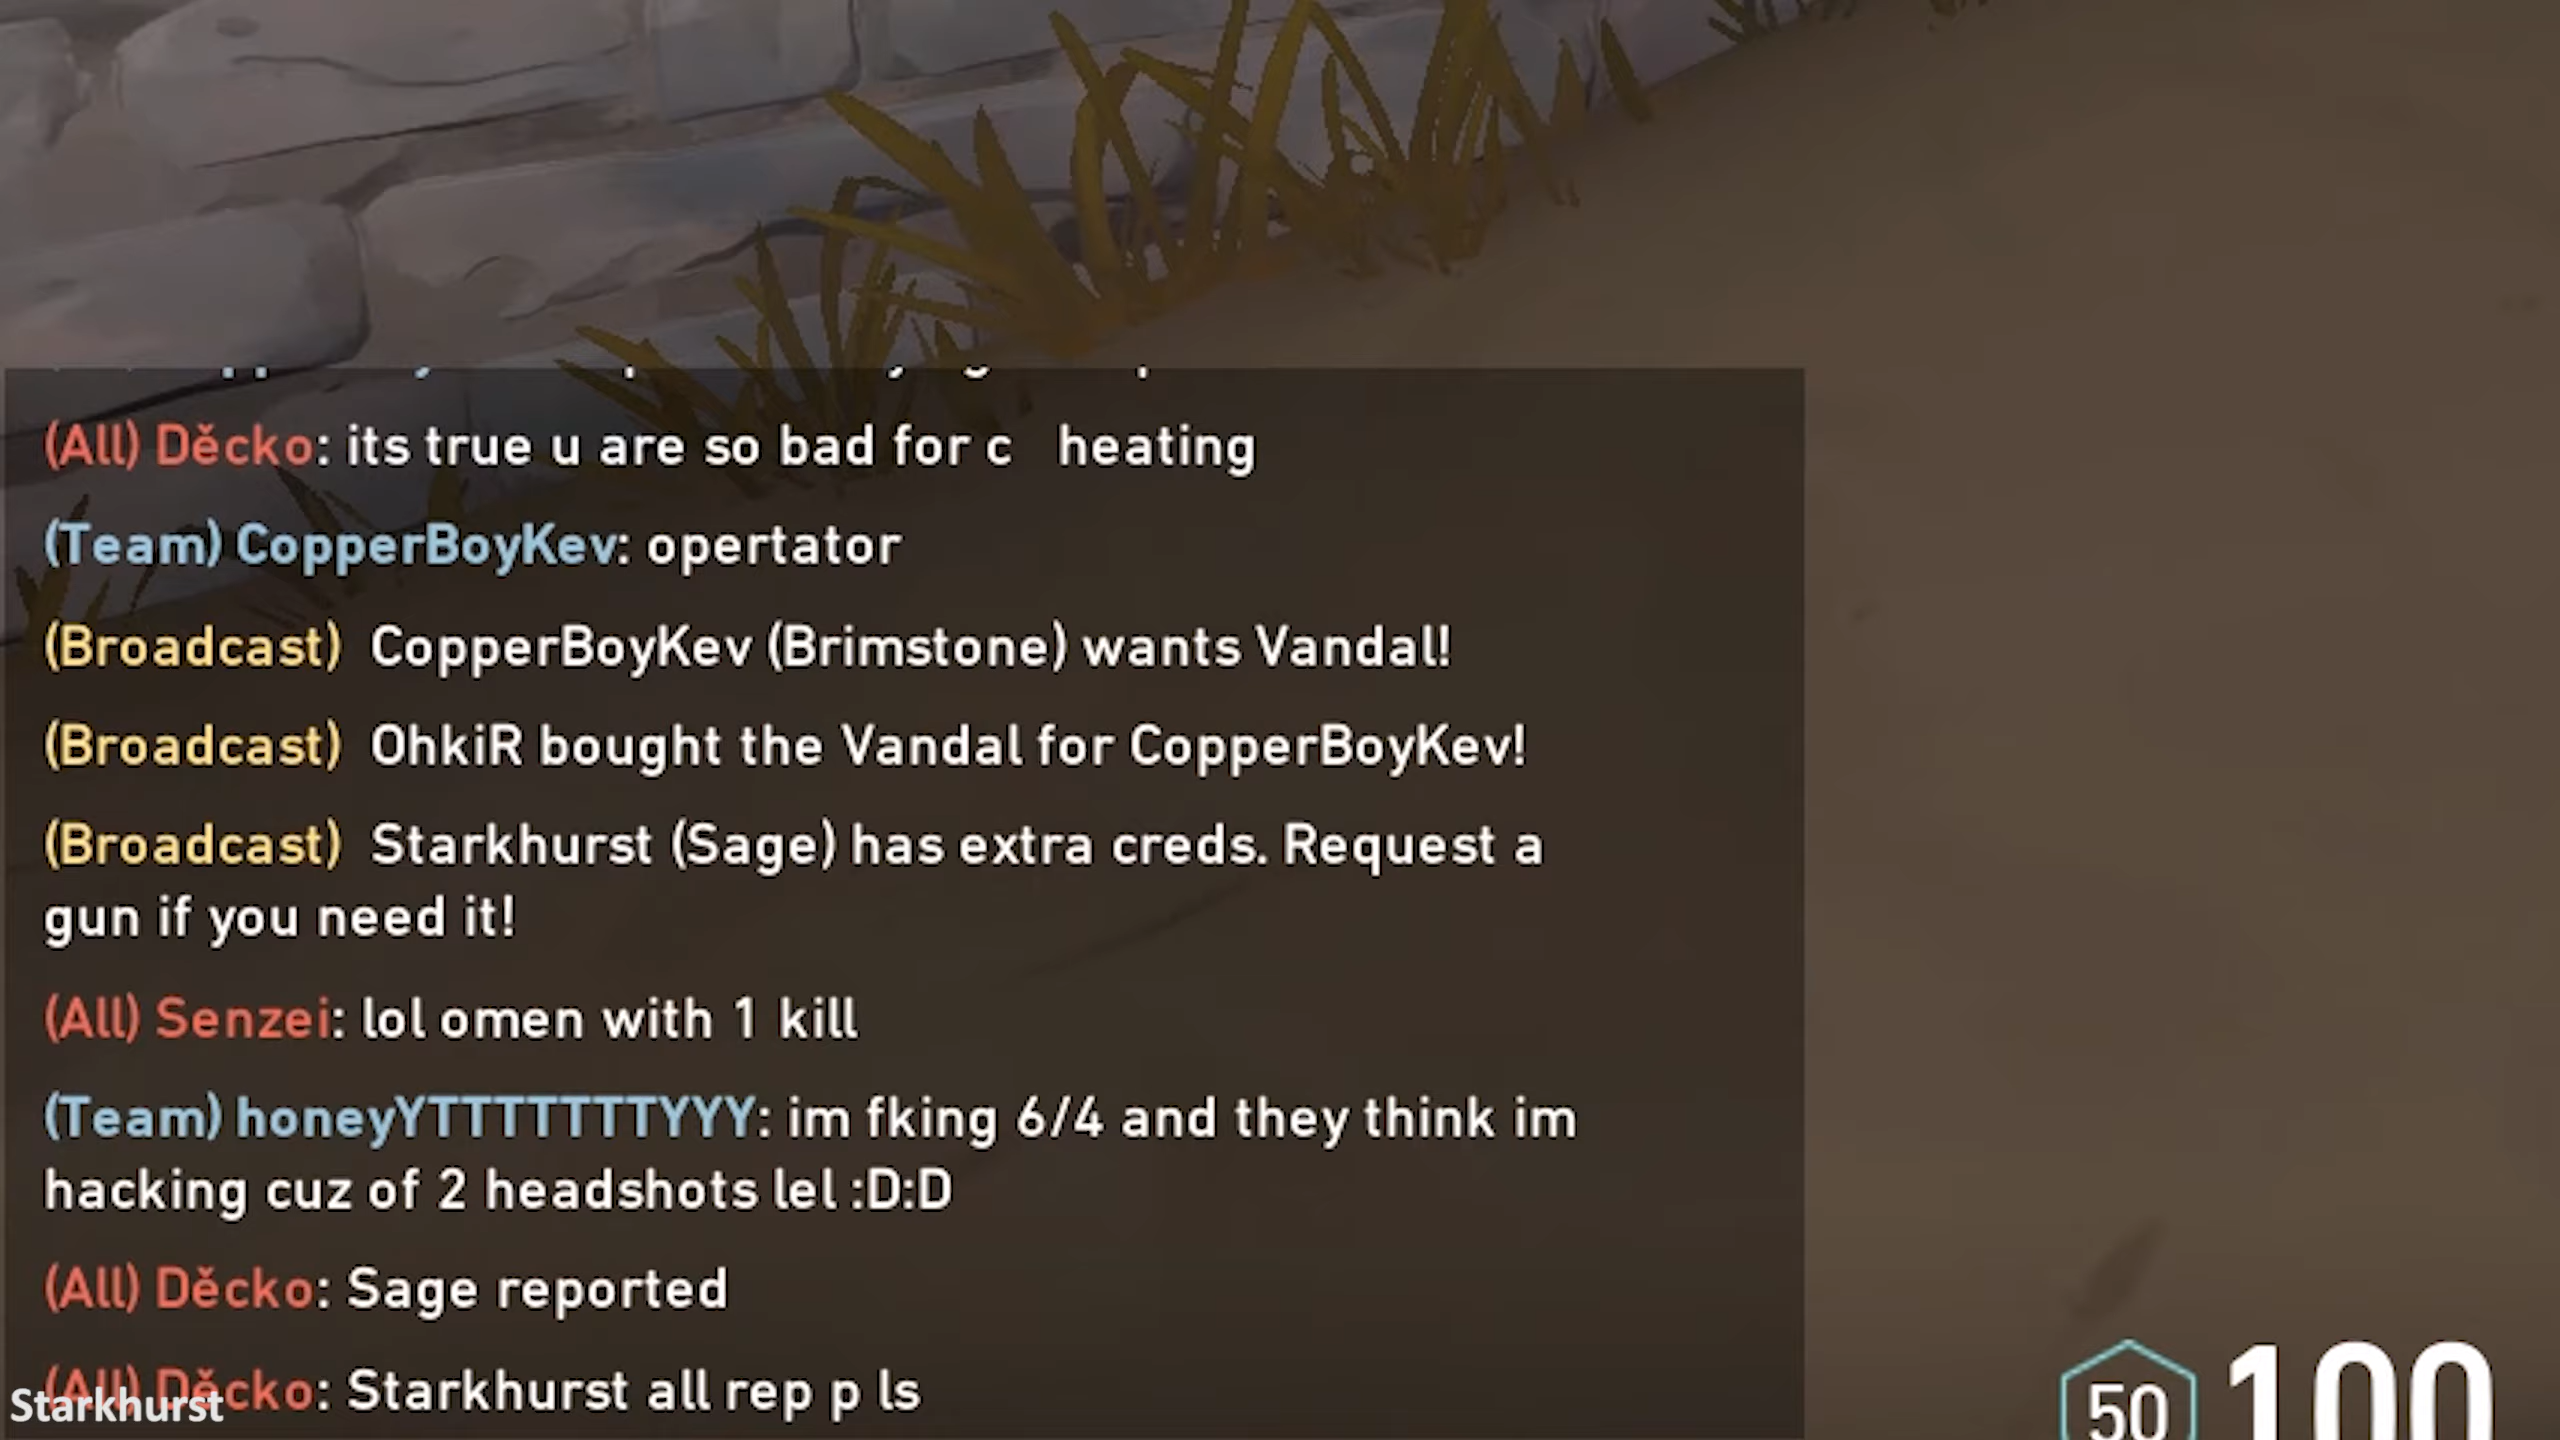 (All) Děcko: its true u are so bad for c heating
(Team) CopperBoyKev: opertator
(Broadcast) CopperBoyKev (Brimstone) wants Vandal!
(Broadcast) OhkiR bought the Vandal for CopperBoyKev!
(Broadcast) Starkhurst (Sage) has extra creds. Request a
gun if you need it!
(All) Senzei: lol omen with 1 kill
(Team) honeyYTTTTTTTYYY: im fking 6/4 and they think im
hacking cuz of 2 headshots lel :D:D
(All) Děcko: Sage reported
(All) Děcko: Starkhurst all rep p ls
Starkhurst
50 100